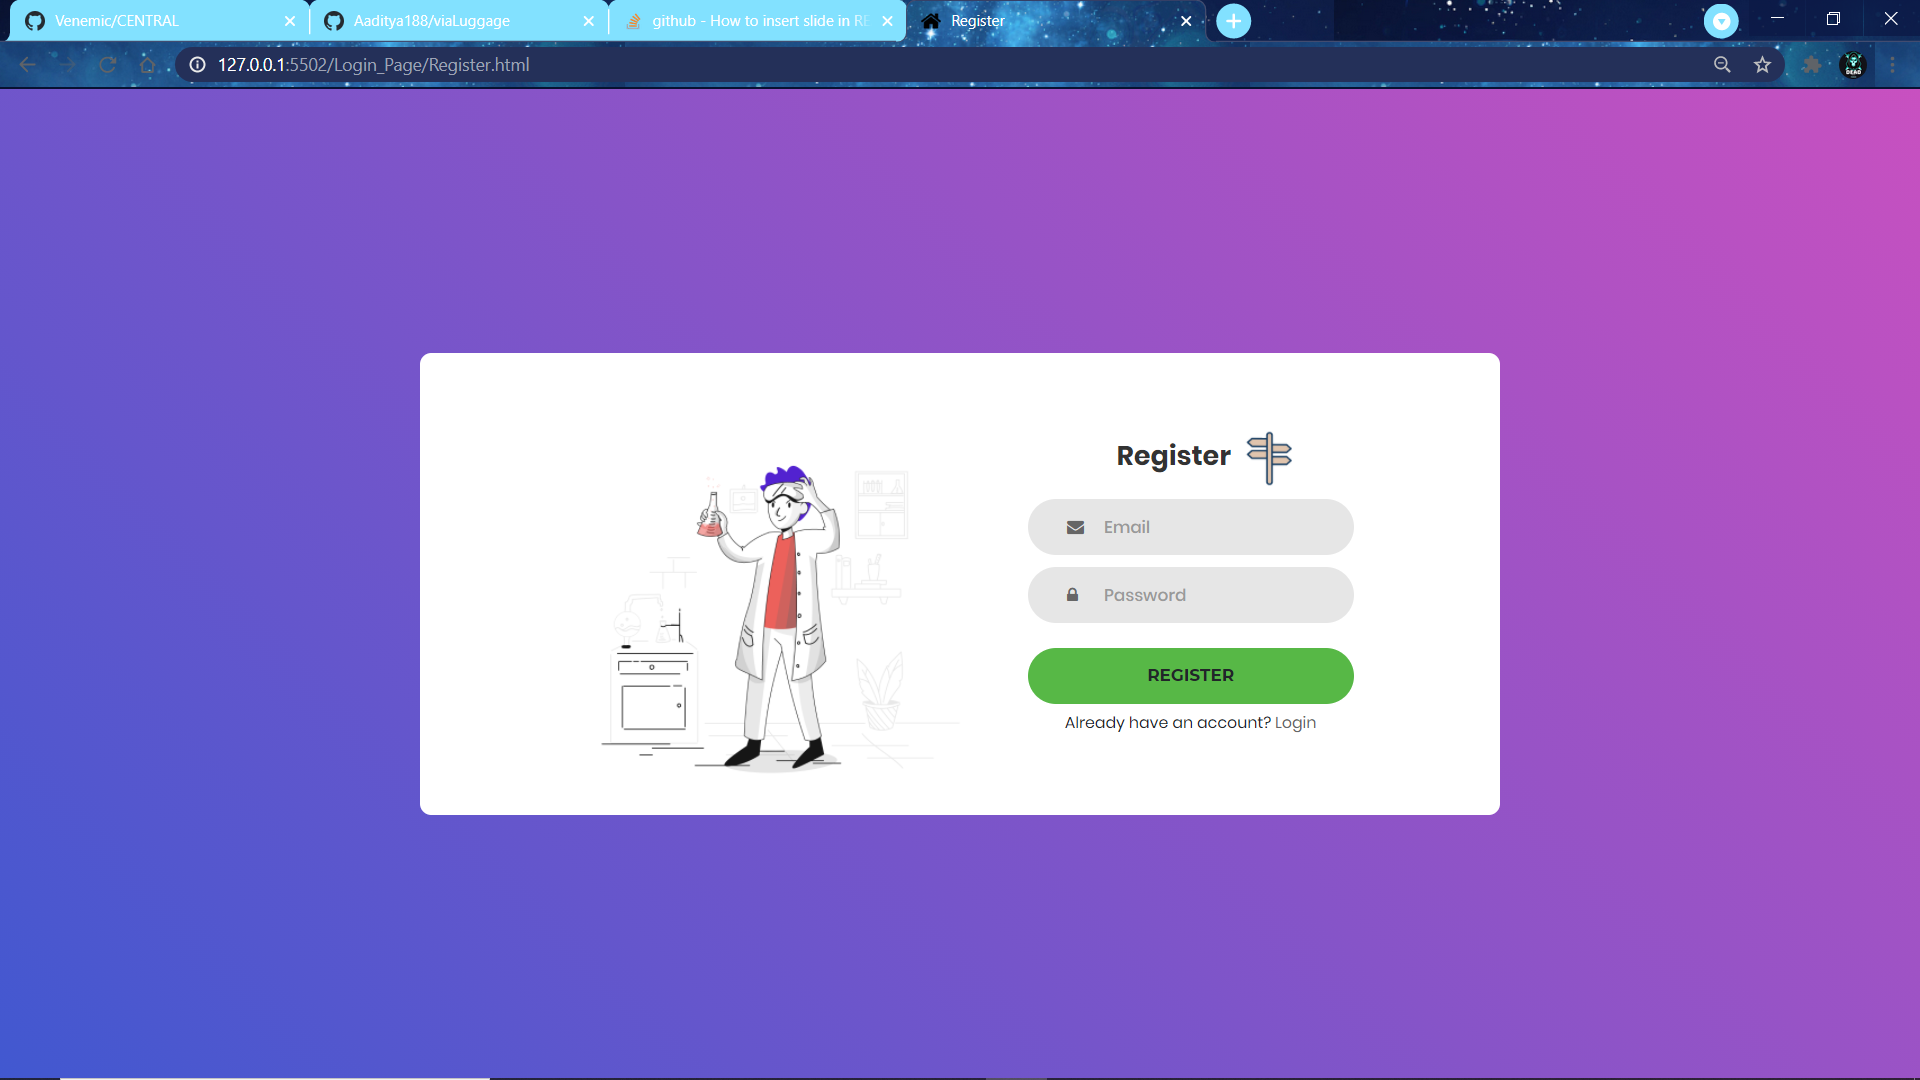 Venemic/CENTRAL
Aaditya188/viaLuggage
github - How to insert slide in RE
Register
127.0.0.1:5502/Login_Page/Register.html
DEAD
Register
Email
Password
REGISTER
Already have an account? Login